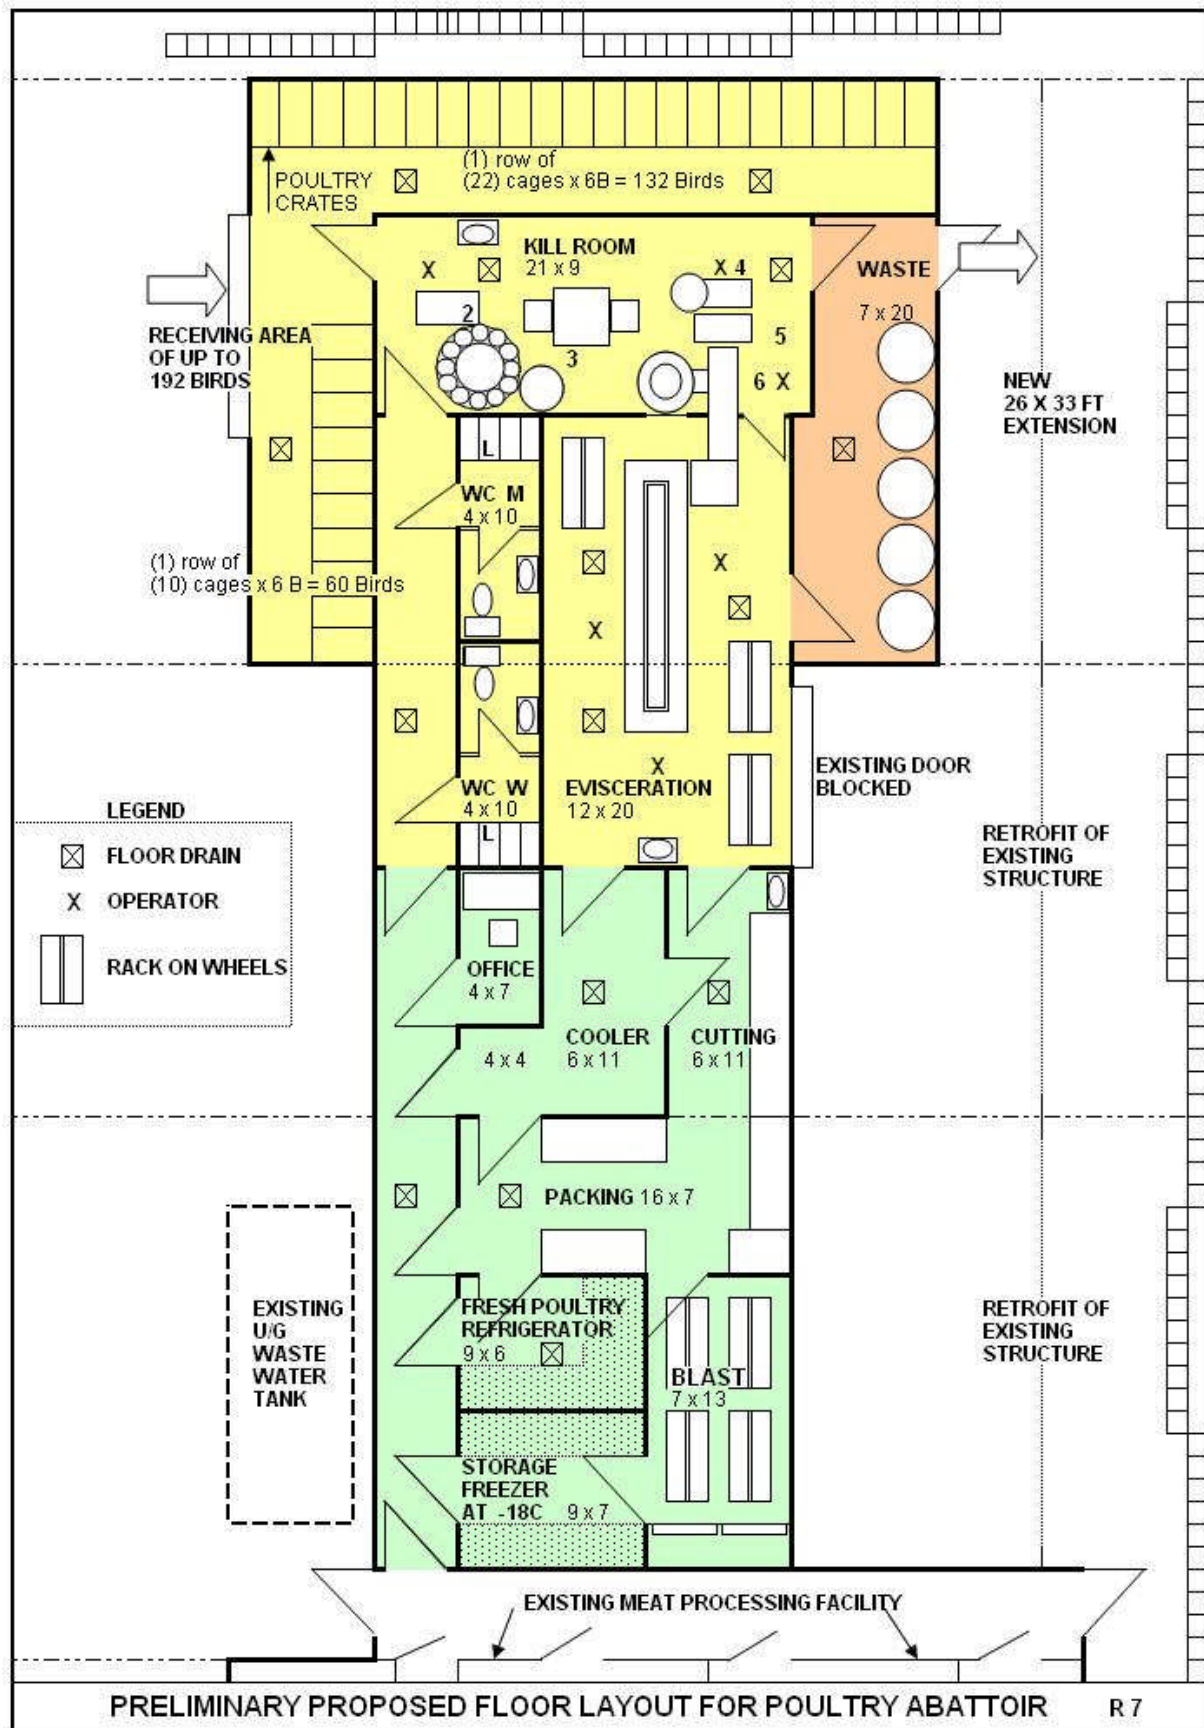 (1) row of
(22) cages x 6B = 132 Birds
POULTRY
CRATES
KILL ROOM
21 x 9
X
X 4
WASTE
7 x 20
2
3
5
6 X
RECEIVING AREA
OF UP TO
192 BIRDS
NEW
26 X 33 FT
EXTENSION
L
WC M
4 x 10
(1) row of
(10) cages x 6 B = 60 Birds
X
X
X
WC W
4 x 10
L
EVISCERATION
12 x 20
EXISTING DOOR
BLOCKED
LEGEND
FLOOR DRAIN
X OPERATOR
RACK ON WHEELS
RETROFIT OF
EXISTING
STRUCTURE
OFFICE
4 x 7
4 x 4
COOLER
6 x 11
CUTTING
6 x 11
PACKING 16 x 7
EXISTING
U/G
WASTE
WATER
TANK
FRESH POULTRY
REFRIGERATOR
9 x 6
BLAST
7 x 13
RETROFIT OF
EXISTING
STRUCTURE
STORAGE
FREEZER
AT -18C 9 x 7
EXISTING MEAT PROCESSING FACILITY
PRELIMINARY PROPOSED FLOOR LAYOUT FOR POULTRY ABATTOIR R 7